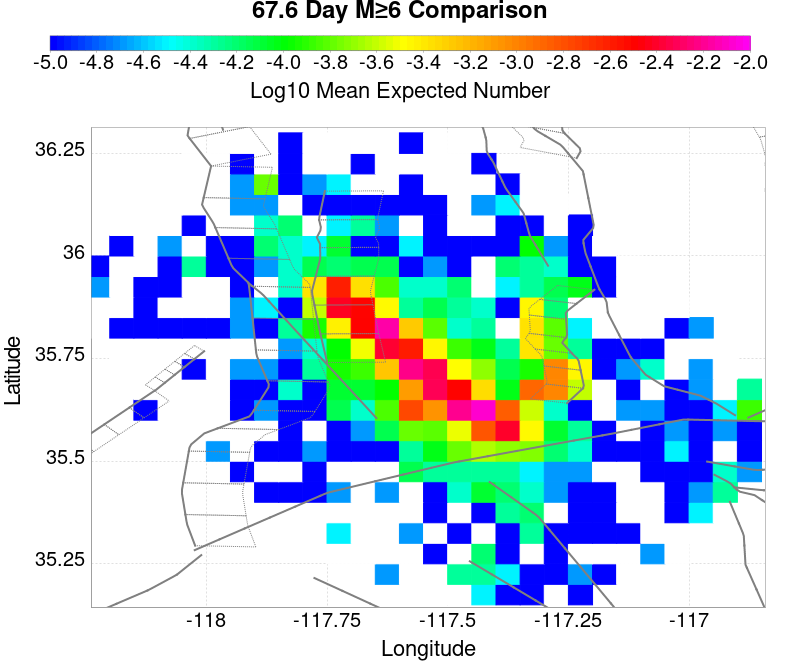 67.6 Day M≥6 Comparison
-5.0 -4.8 -4.6 -4.4 -4.2 -4.0 -3.8 -3.6 -3.4 -3.2 -3.0 -2.8 -2.6 -2.4 -2.2 -2.0
Log10 Mean Expected Number
36.25
36
35.75
35.5
35.25
Latitude
-118 -117.75 -117.5 -117.25 -117
Longitude